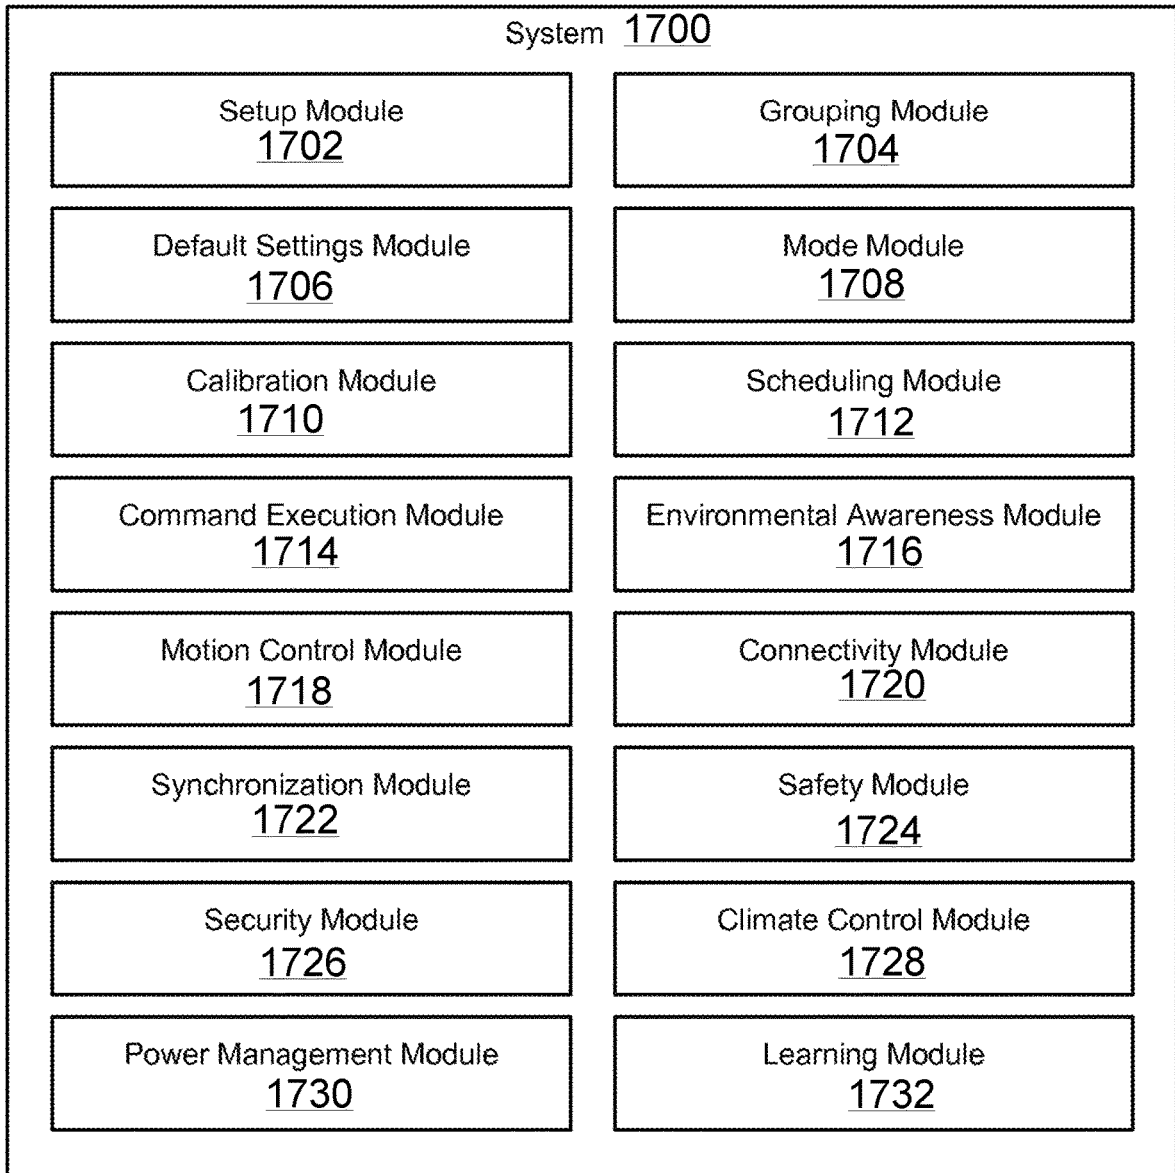 System 1700
Setup Module
1702
Grouping Module
1704
Default Settings Module
1706
Mode Module
1708
Calibration Module
1710
Scheduling Module
1712
Command Execution Module
1714
Environmental Awareness Module
1716
Motion Control Module
1718
Connectivity Module
1720
Synchronization Module
1722
Safety Module
1724
Security Module
1726
Climate Control Module
1728
Power Management Module
1730
Learning Module
1732